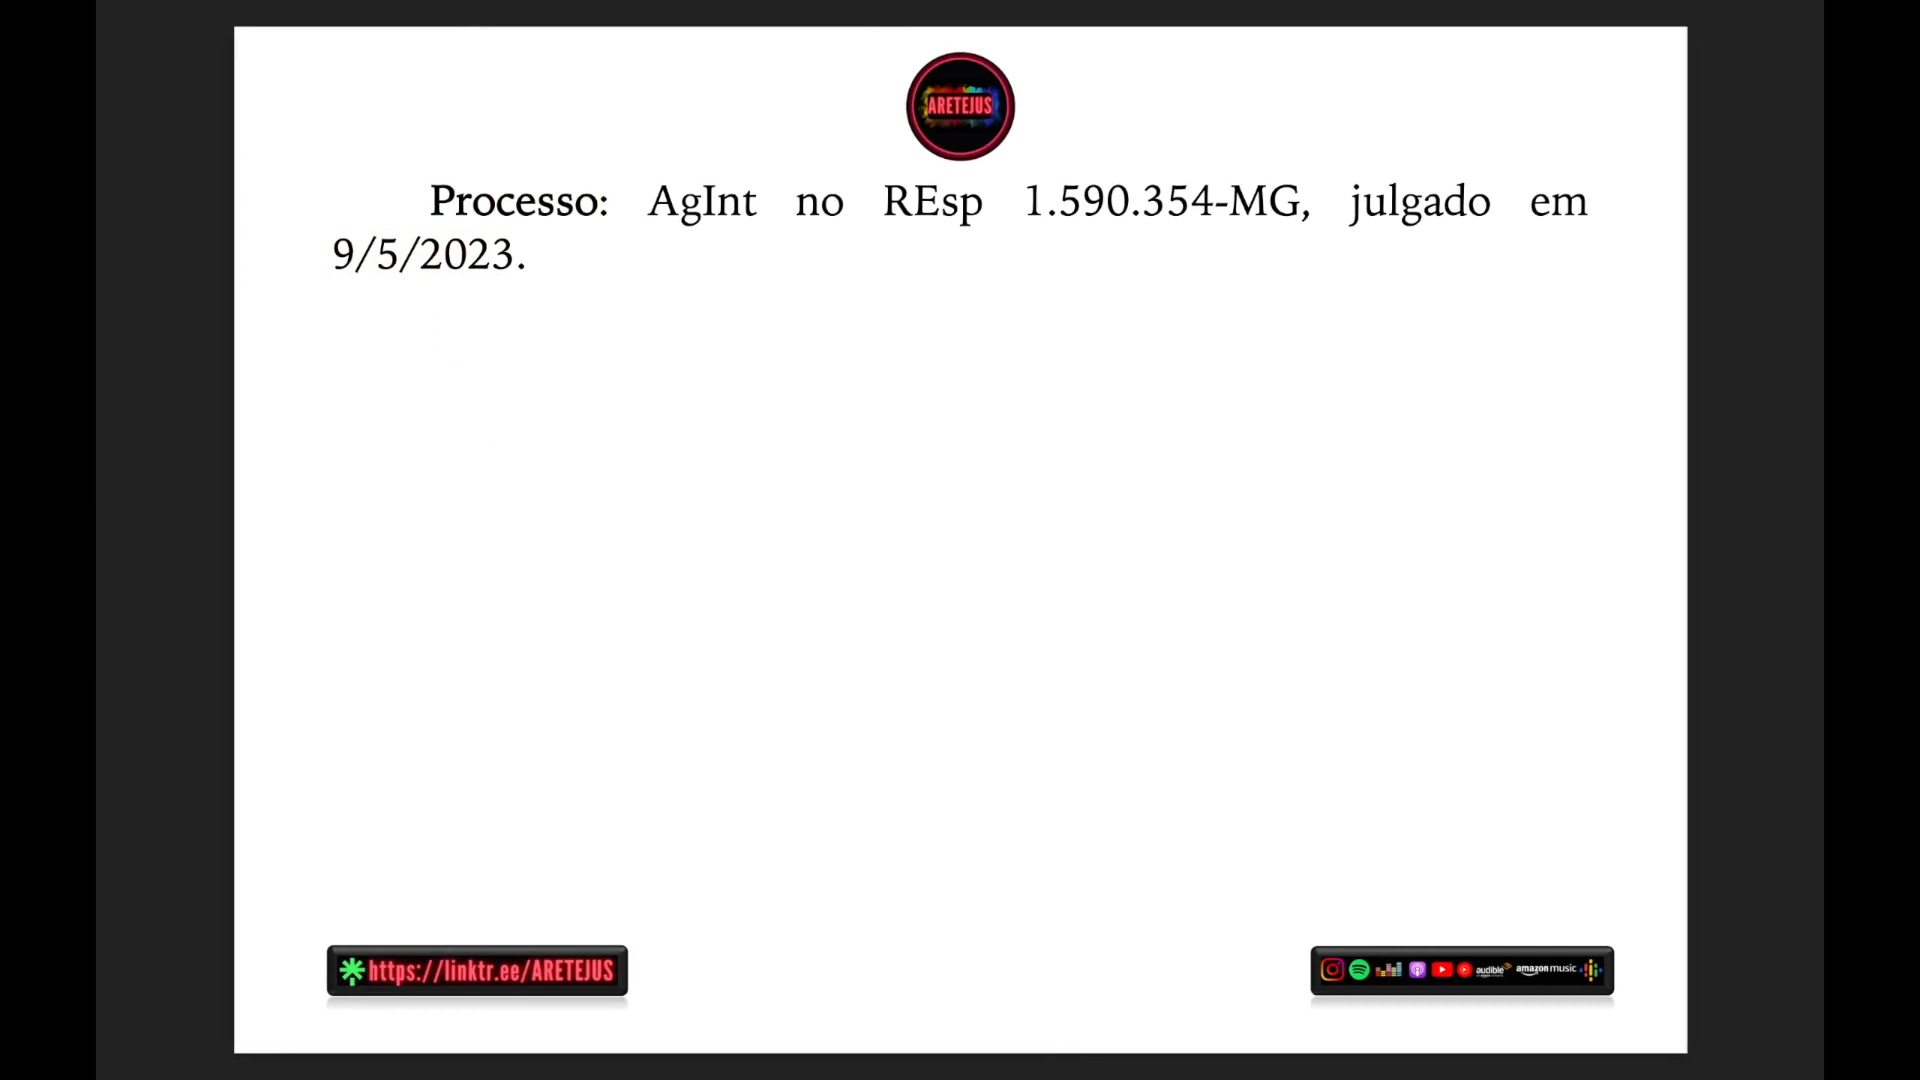 ARETEJUS
Processo: AgInt no REsp 1.590.354-MG, julgado em
9/5/2023.
https://linktr.ee/ARETEJUS
audible amazon music